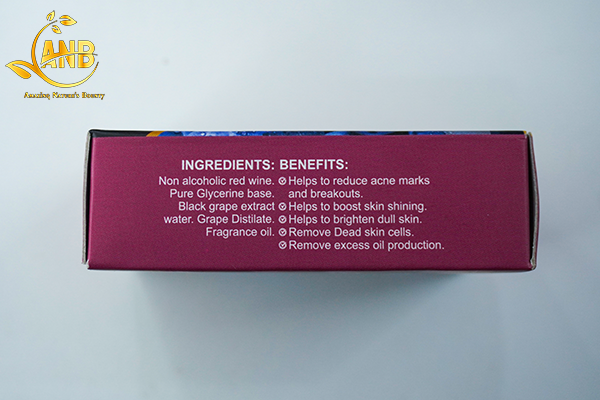 ANB
Amazing Nature's Bounty
INGREDIENTS:
Non alcoholic red wine.
Pure Glycerine base.
Black grape extract
water. Grape Distilate.
Fragrance oil.
BENEFITS:
Helps to reduce acne marks
and breakouts.
Helps to boost skin shining.
Helps to brighten dull skin.
Remove Dead skin cells.
Remove excess oil production.